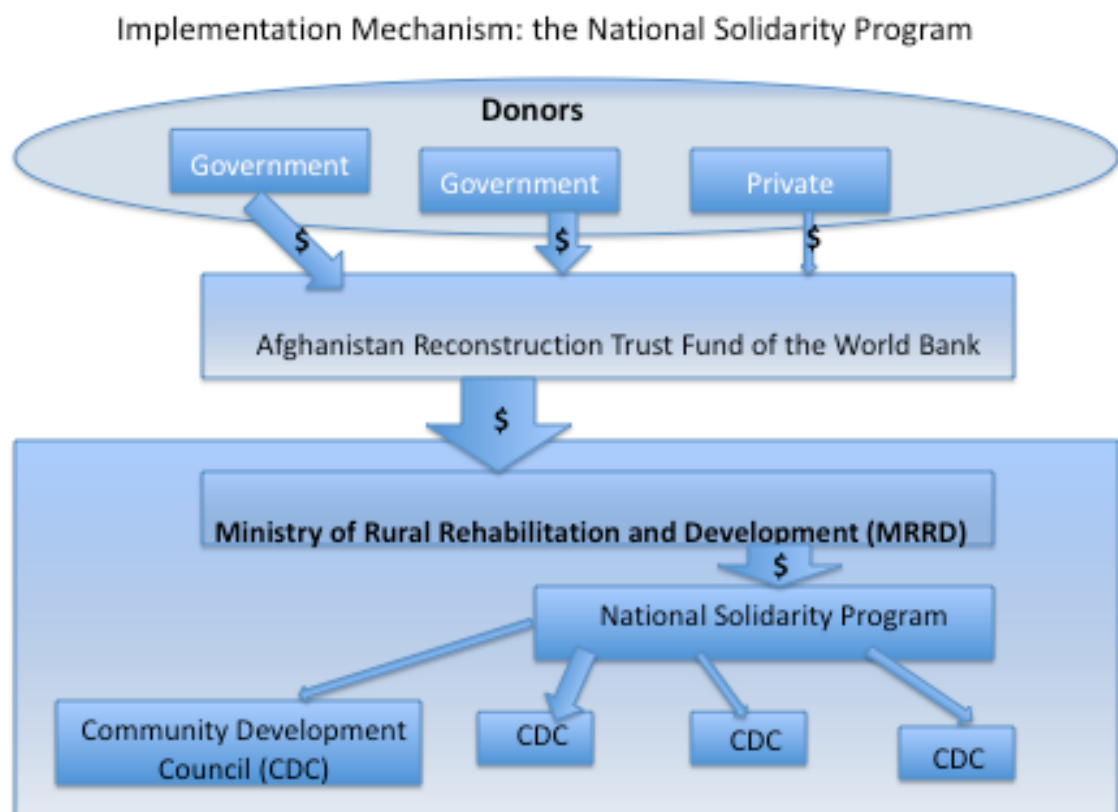 Implementation Mechanism: the National Solidarity Program
Donors
Government
Government
Private
$
$
$
Afghanistan Reconstruction Trust Fund of the World Bank
$
Ministry of Rural Rehabilitation and Development (MRRD)
$
National Solidarity Program
Community Development
Council (CDC)
CDC
CDC
CDC